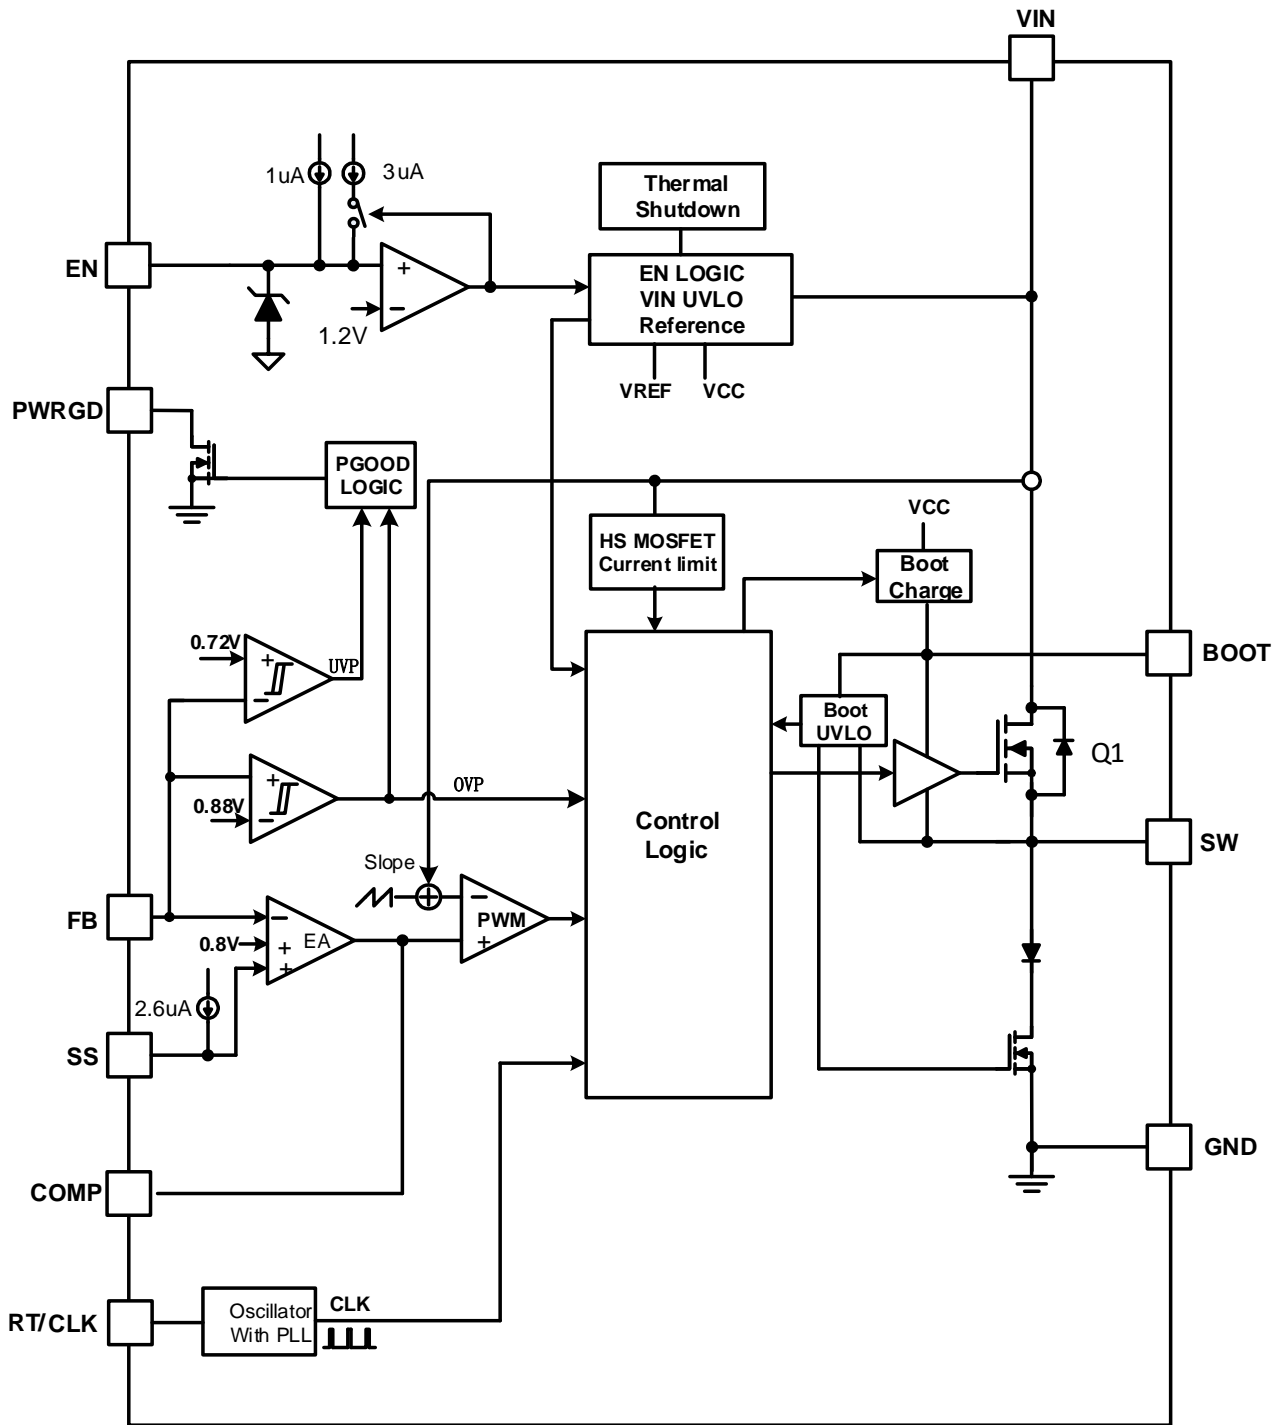 VIN
1uA
3uA
Thermal
Shutdown
EN
+
−
1.2V
EN LOGIC
VIN UVLO
Reference
VREF
VCC
PWRGD
PGOOD
LOGIC
HS MOSFET
Current limit
VCC
Boot
Charge
0.72V
+
−
UVP
BOOT
Boot
UVLO
Q1
0.88V
+
−
OVP
Control
Logic
SW
Slope
FB
−
0.8V
+
+
EA
−
PWM
+
2.6uA
SS
GND
COMP
RT/CLK
Oscillator
With PLL
CLK